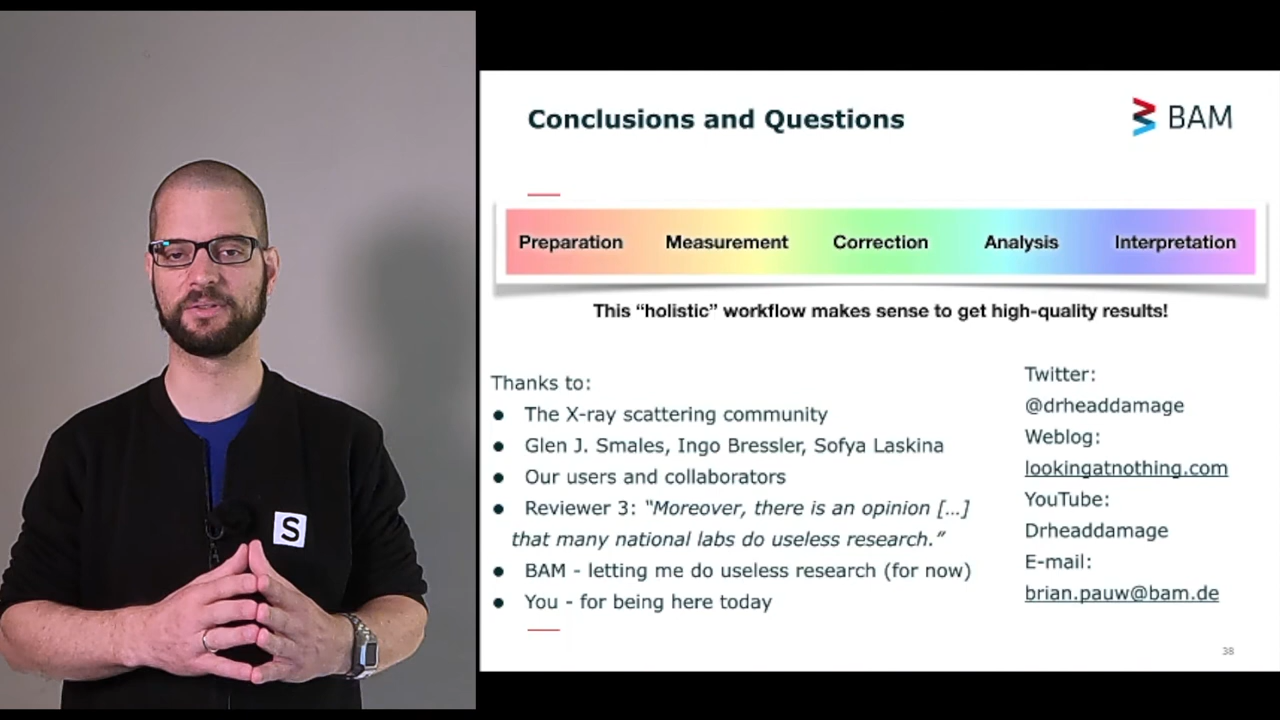 Conclusions and Questions
BAM
Preparation Measurement Correction Analysis Interpretation
This “holistic” workflow makes sense to get high-quality results!
Thanks to:
● The X-ray scattering community
● Glen J. Smales, Ingo Bressler, Sofya Laskina
● Our users and collaborators
● Reviewer 3: “Moreover, there is an opinion [...]
that many national labs do useless research.”
● BAM - letting me do useless research (for now)
● You - for being here today
Twitter:
@drheaddamage
Weblog:
lookingatnothing.com
YouTube:
Drheaddamage
E-mail:
brian.pauw@bam.de
38
S